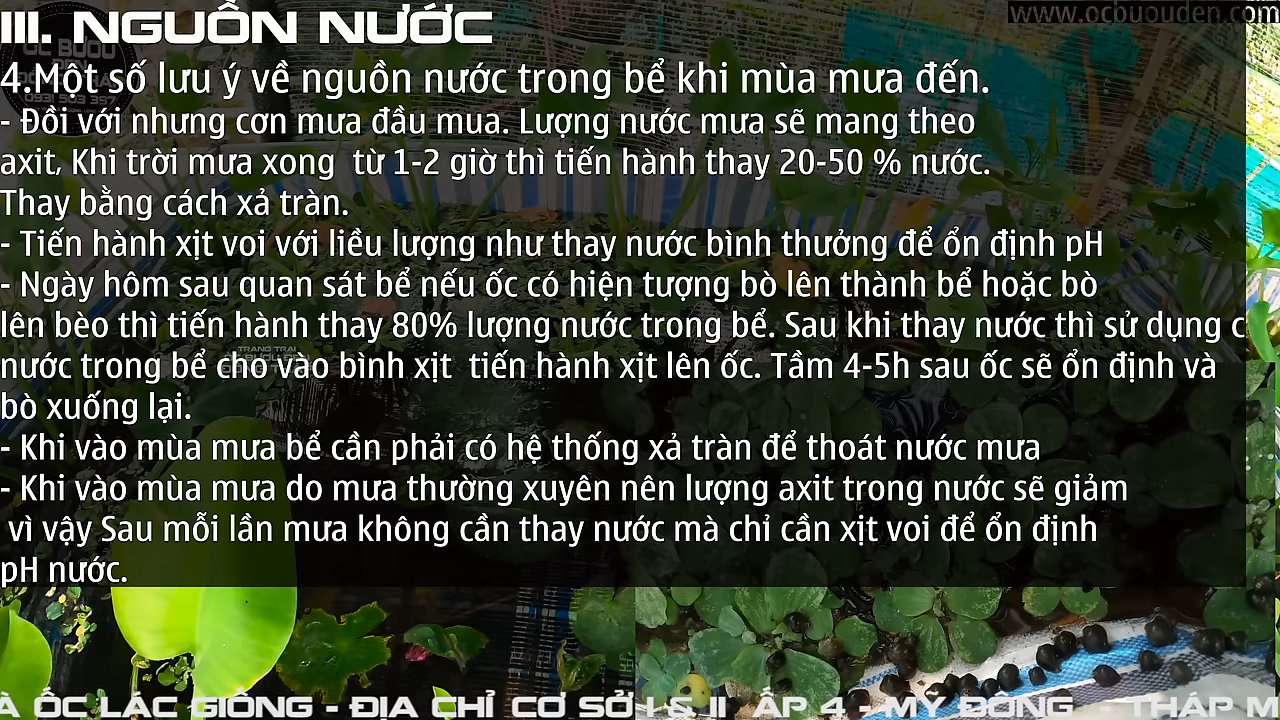 III. NGUỒN NƯỚC
www.ocbuouden.com
4.Một số lưu ý về nguồn nước trong bể khi mùa mưa đến.
- Đồi với nhưng cơn mưa đầu mua. Lượng nước mưa sẽ mang theo
axit, Khi trời mưa xong từ 1-2 giờ thì tiến hành thay 20-50 % nước.
Thay bằng cách xả tràn.
- Tiến hành xịt voi với liều lượng như thay nước bình thưởng để ổn định pH
- Ngày hôm sau quan sát bể nếu ốc có hiện tượng bò lên thành bể hoặc bò
lên bèo thì tiến hành thay 80% lượng nước trong bể. Sau khi thay nước thì sử dụng c
nước trong bể cho vào bình xịt tiến hành xịt lên ốc. Tầm 4-5h sau ốc sẽ ổn định và
bò xuống lại.
- Khi vào mùa mưa bể cần phải có hệ thống xả tràn để thoát nước mưa
- Khi vào mùa mưa do mưa thường xuyên nên lượng axit trong nước sẽ giảm
vì vậy Sau mỗi lần mưa không cần thay nước mà chỉ cần xịt voi để ổn định
pH nước.
À ỐC LÁC GIỐNG - ĐỊA CHỈ CƠ SỞ I & II ẤP 4 - MỸ ĐÔNG - THÁP M